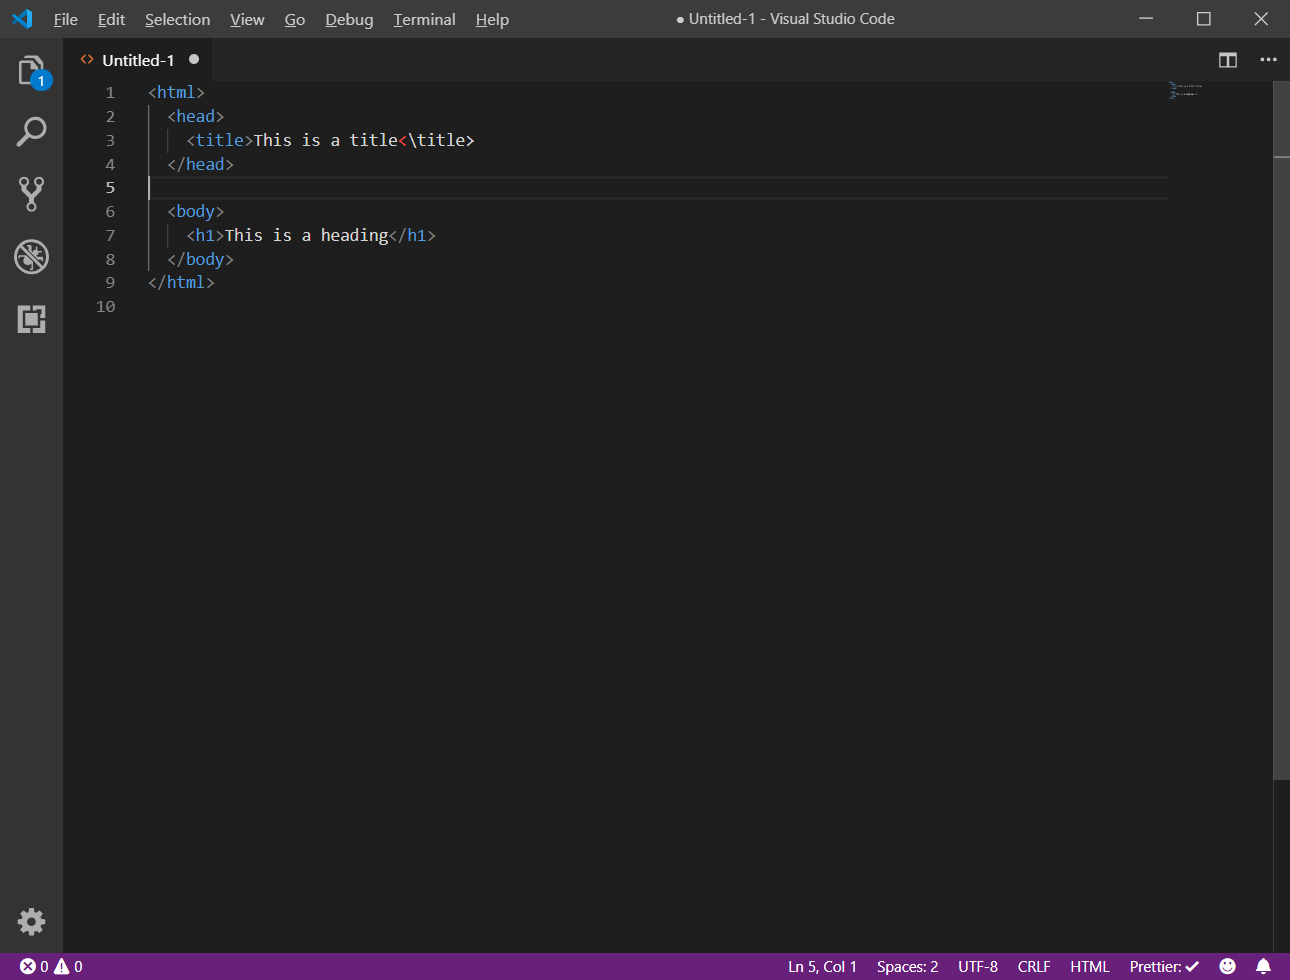 File Edit Selection View Go Debug Terminal Help ● Untitled-1 - Visual Studio Code
<> Untitled-1 ●
1
1 <html>
2   <head>
3     <title>This is a title<\title>
4   </head>
5
6   <body>
7     <h1>This is a heading</h1>
8   </body>
9 </html>
10
0 0 Ln 5, Col 1 Spaces: 2 UTF-8 CRLF HTML Prettier: ✓